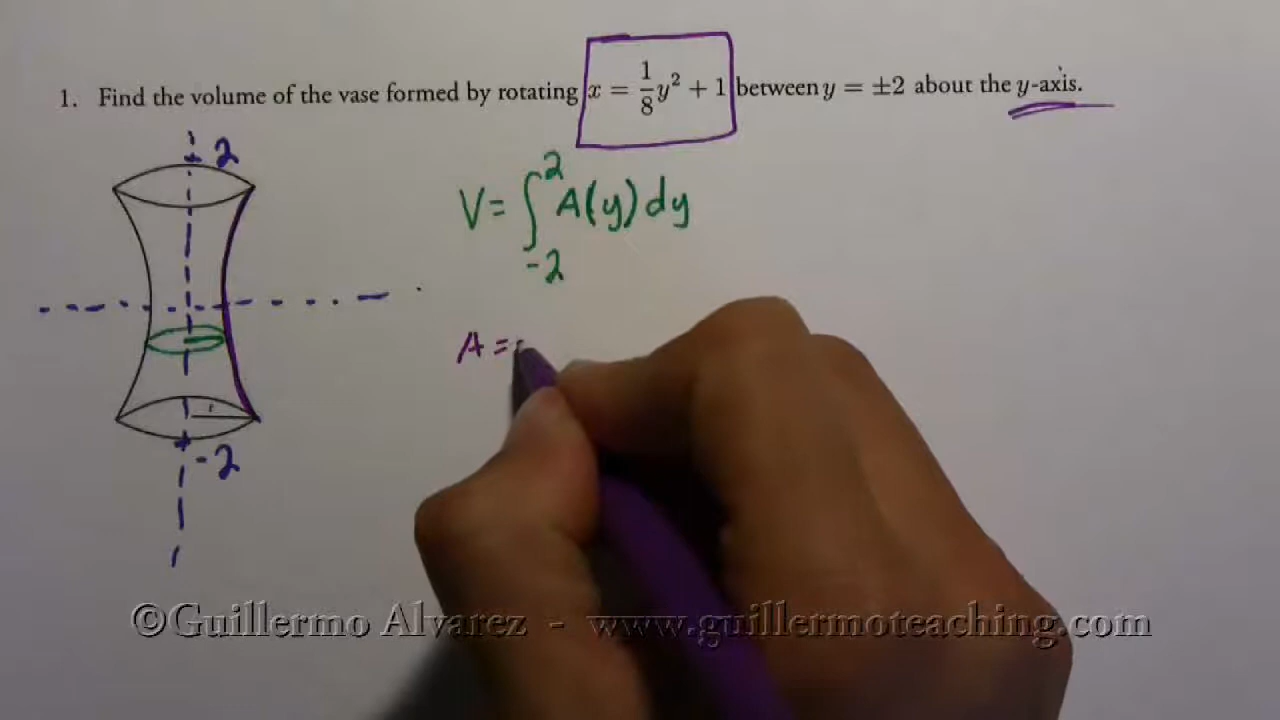 1. Find the volume of the vase formed by rotating x = 1/8 y² + 1 between y = ±2 about the y-axis.
2
V = ∫_{-2}^{2} A(y) dy
A =
-2
©Guillermo Alvarez - www.guillermoteaching.com